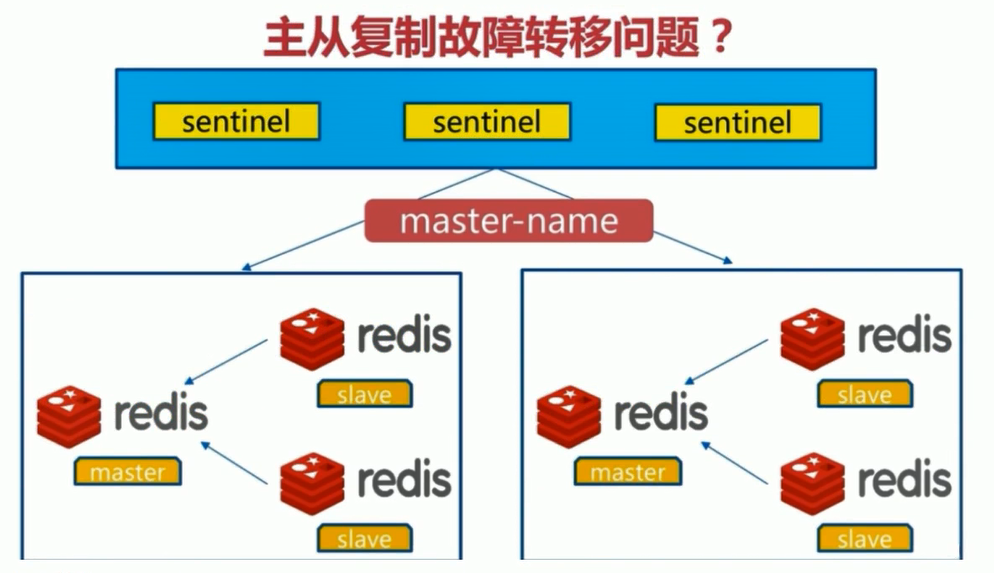 主从复制故障转移问题？
sentinel
sentinel
sentinel
master-name
redis
slave
redis
master
redis
slave
redis
slave
redis
master
redis
slave